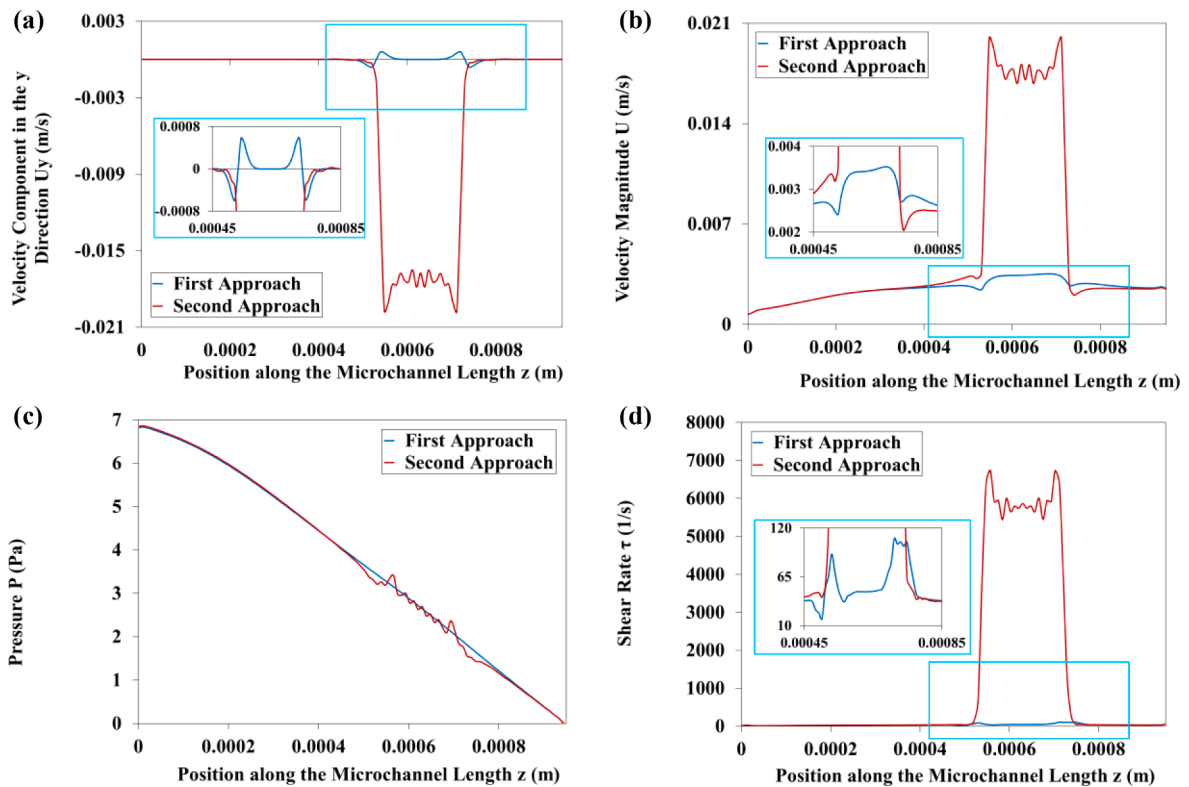 (a)
0.003
-0.003
-0.009
-0.015
-0.021
0
0.0002
0.0004
0.0006
0.0008
Velocity Component in the y
Direction Uy (m/s)
Position along the Microchannel Length z (m)
First Approach
Second Approach
0.0008
0
-0.0008
0.00045
0.00085
(b)
0.021
0.014
0.007
0
0
0.0002
0.0004
0.0006
0.0008
Velocity Magnitude U (m/s)
Position along the Microchannel Length z (m)
First Approach
Second Approach
0.004
0.003
0.002
0.00045
0.00085
(c)
7
6
5
4
3
2
1
0
0
0.0002
0.0004
0.0006
0.0008
Pressure P (Pa)
Position along the Microchannel Length z (m)
First Approach
Second Approach
(d)
8000
7000
6000
5000
4000
3000
2000
1000
0
0
0.0002
0.0004
0.0006
0.0008
Shear Rate τ (1/s)
Position along the Microchannel Length z (m)
First Approach
Second Approach
120
65
10
0.00045
0.00085